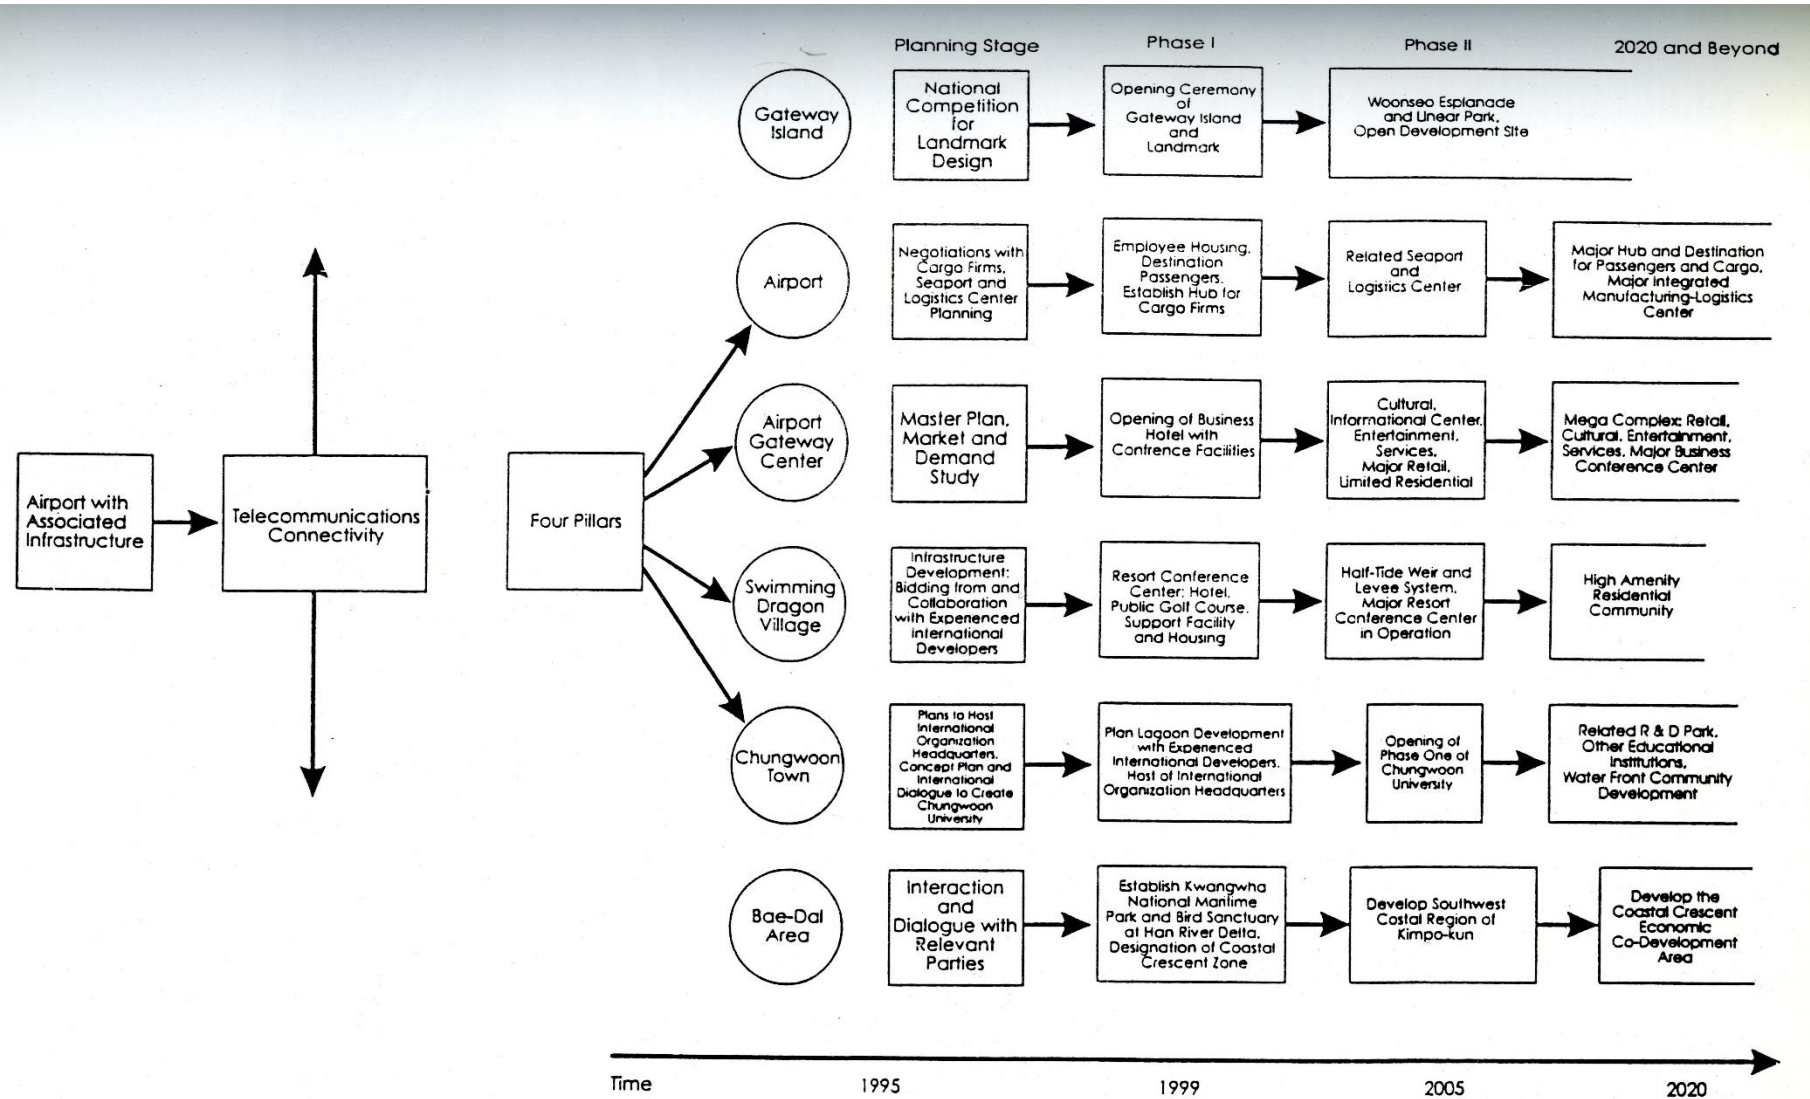 Planning Stage
Phase I
Phase II
2020 and Beyond
Gateway
Island
National
Competition
for
Landmark
Design
Opening Ceremony
of
Gateway Island
and
Landmark
Woonseo Esplanade
and Linear Park,
Open Development Site
Airport
Negotiations with
Cargo Firms,
Seaport and
Logistics Center
Planning
Employee Housing,
Destination
Passengers,
Establish Hub for
Cargo Firms
Related Seaport
and
Logistics Center
Major Hub and Destination
for Passengers and Cargo,
Major Integrated
Manufacturing-Logistics
Center
Airport with
Associated
Infrastructure
Telecommunications
Connectivity
Four Pillars
Airport
Gateway
Center
Master Plan,
Market and
Demand
Study
Opening of Business
Hotel with
Confrence Facilities
Cultural,
Informational Center,
Entertainment,
Services,
Major Retail,
Limited Residential
Mega Complex: Retail,
Cultural, Entertainment,
Services, Major Business
Conference Center
Swimming
Dragon
Village
Infrastructure
Development:
Bidding from and
Collaboration
with Experienced
International
Developers
Resort Conference
Center: Hotel,
Public Golf Course,
Support Facility
and Housing
Half-Tide Weir and
Levee System,
Major Resort
Conference Center
in Operation
High Amenity
Residential
Community
Chungwoon
Town
Plans to Host
International
Organization
Headquarters,
Concept Plan and
International
Dialogue to Create
Chungwoon
University
Plan Lagoon Development
with Experienced
International Developers,
Host of International
Organization Headquarters
Opening of
Phase One of
Chungwoon
University
Related R & D Park,
Other Educational
Institutions,
Water Front Community
Development
Bae-Dal
Area
Interaction
and
Dialogue with
Relevant
Parties
Establish Kwangwha
National Maritime
Park and Bird Sanctuary
at Han River Delta,
Designation of Coastal
Crescent Zone
Develop Southwest
Costal Region of
Kimpo-kun
Develop the
Coastal Crescent
Economic
Co-Development
Area
Time
1995
1999
2005
2020